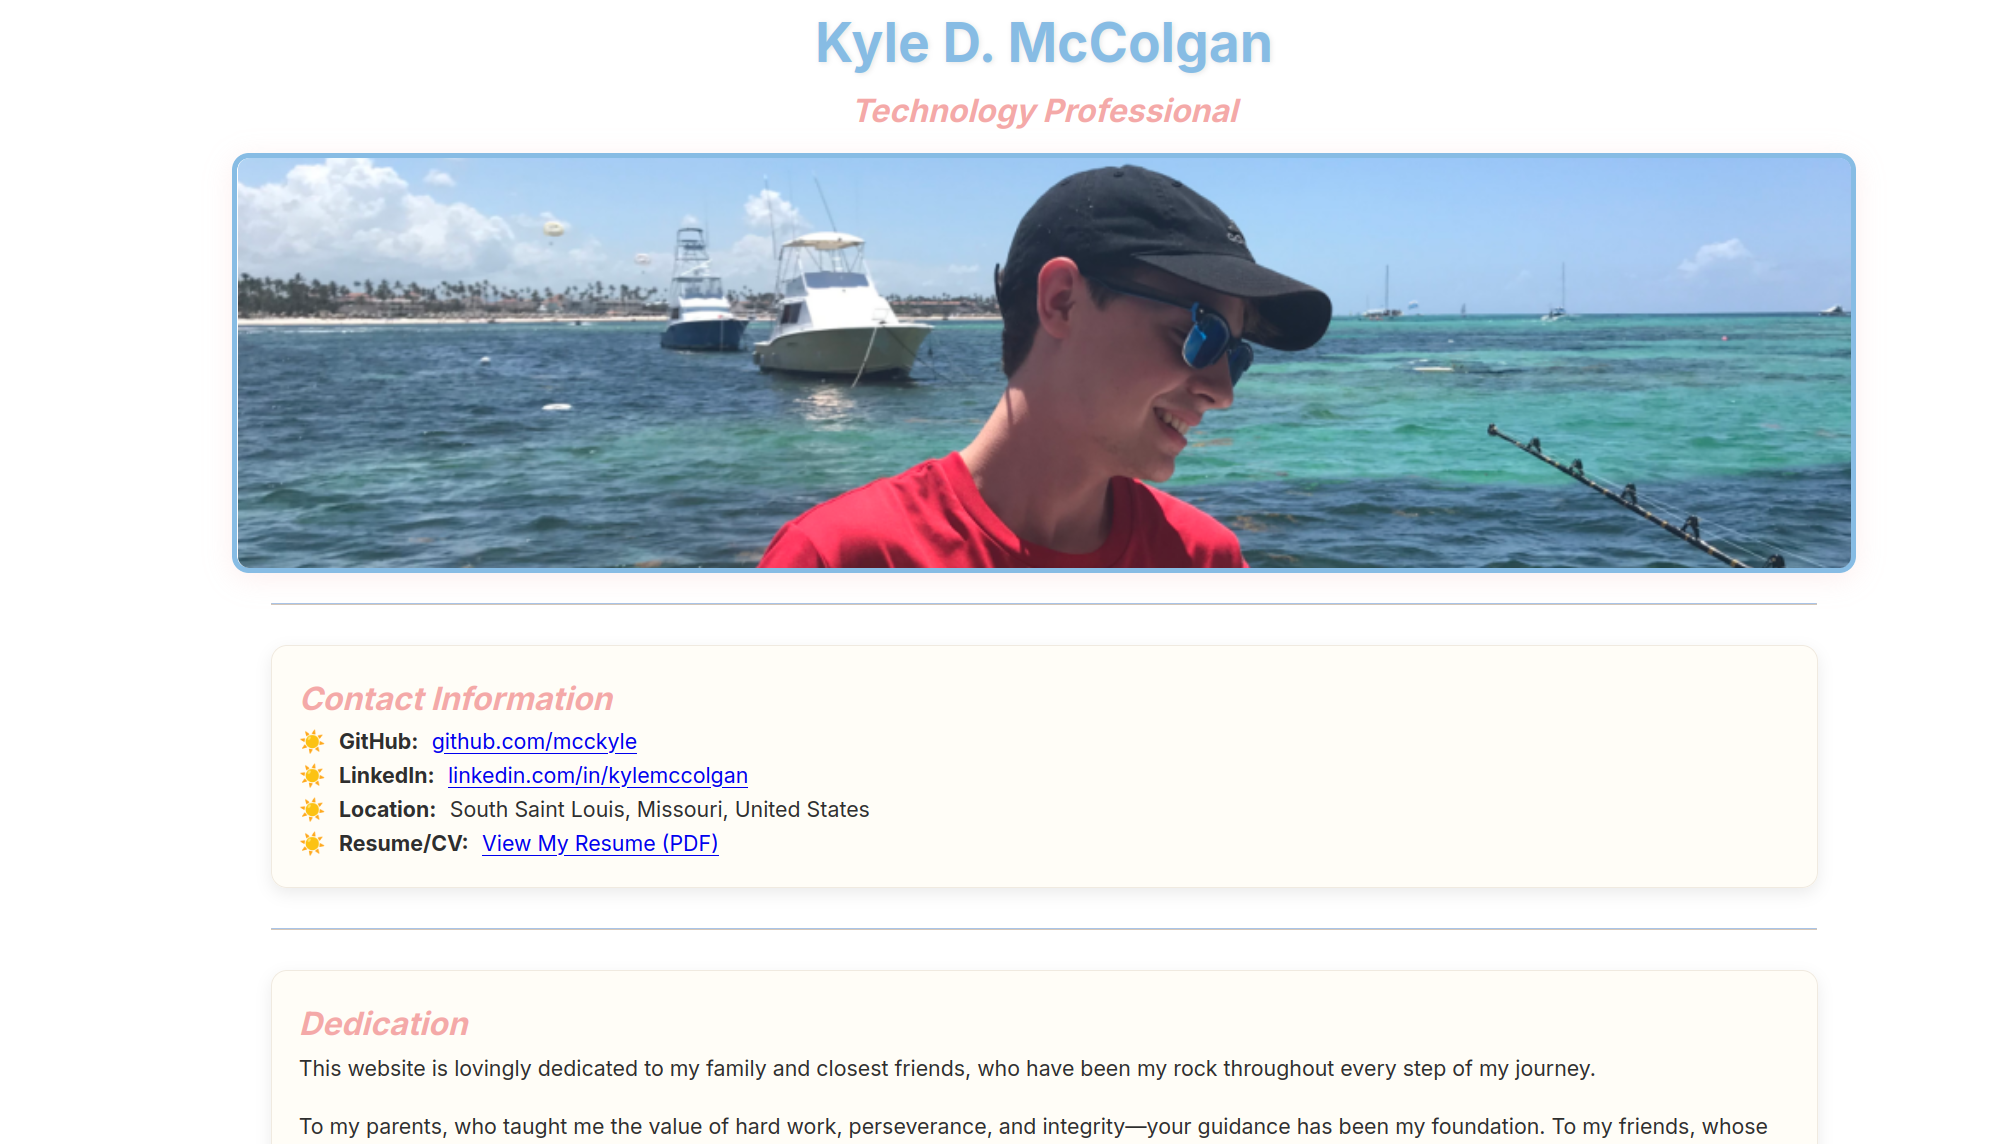 Kyle D. McColgan
Technology Professional
Contact Information
GitHub: github.com/mcckyle
LinkedIn: linkedin.com/in/kylemccolgan
Location: South Saint Louis, Missouri, United States
Resume/CV: View My Resume (PDF)
Dedication
This website is lovingly dedicated to my family and closest friends, who have been my rock throughout every step of my journey.
To my parents, who taught me the value of hard work, perseverance, and integrity—your guidance has been my foundation. To my friends, whose